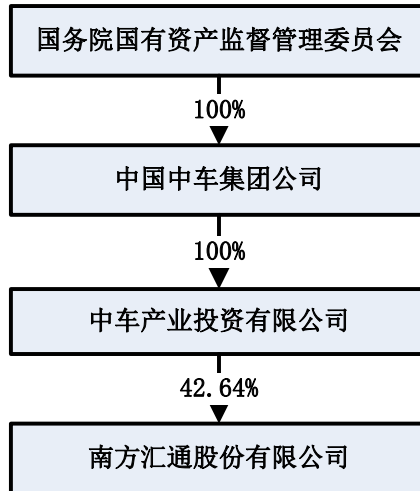 国务院国有资产监督管理委员会
100%
中国中车集团公司
100%
中车产业投资有限公司
42.64%
南方汇通股份有限公司